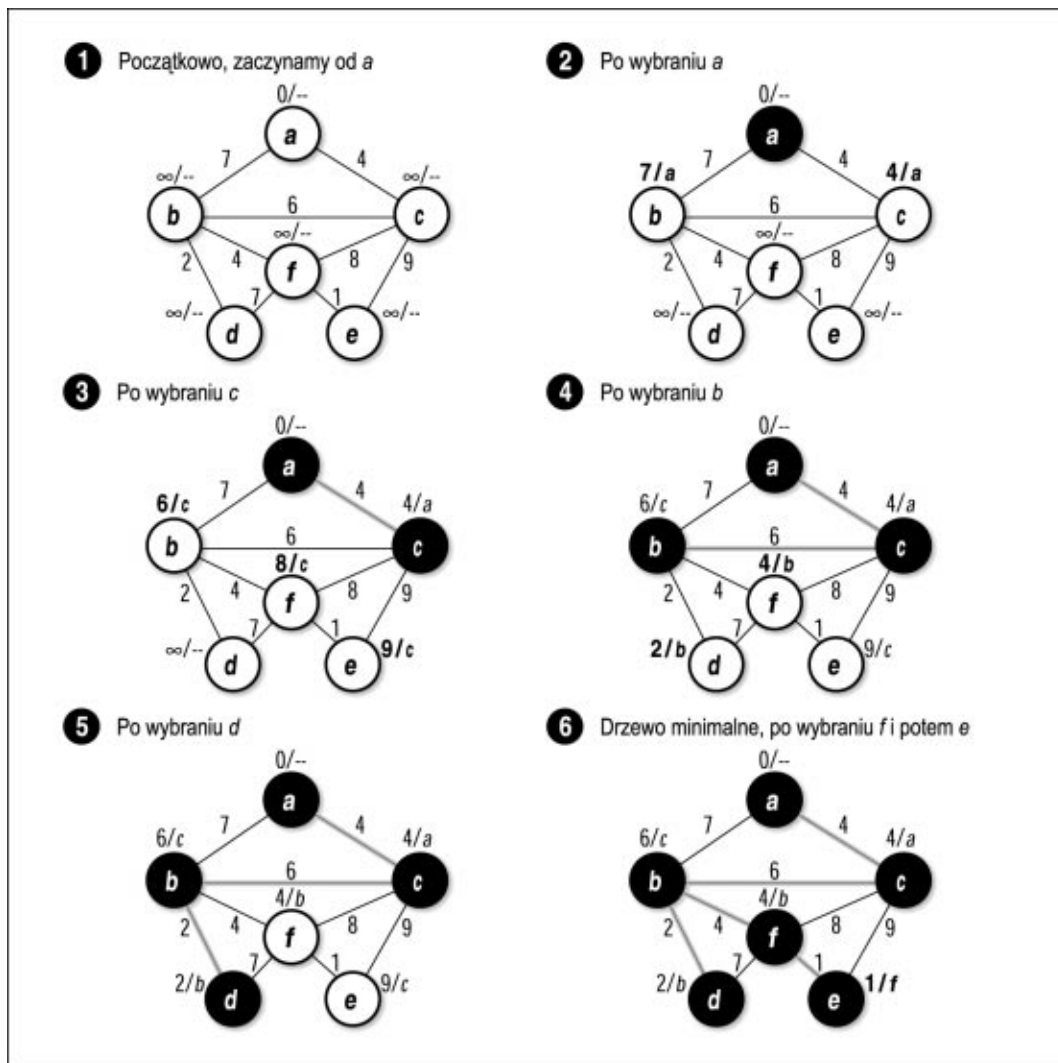 1 Początkowo, zaczynamy od a
0/--
a
7 4
∞/-- ∞/--
b 6 c
∞/--
2 4 f 8 9
7 1
∞/-- d e ∞/--
2 Po wybraniu a
0/--
a
7 4
7/a 4/a
b 6 c
∞/--
2 4 f 8 9
7 1
∞/-- d e ∞/--
3 Po wybraniu c
0/--
a
7 4
6/c 4/a
b 6 c
8/c
2 4 f 8 9
7 1
∞/-- d e 9/c
4 Po wybraniu b
0/--
a
7 4
6/c 4/a
b 6 c
4/b
2 4 f 8 9
7 1
2/b d e 9/c
5 Po wybraniu d
0/--
a
7 4
6/c 4/a
b 6 c
4/b
2 4 f 8 9
7 1
2/b d e 9/c
6 Drzewo minimalne, po wybraniu f i potem e
0/--
a
7 4
6/c 4/a
b 6 c
4/b
2 4 f 8 9
7 1
2/b d e 1/f